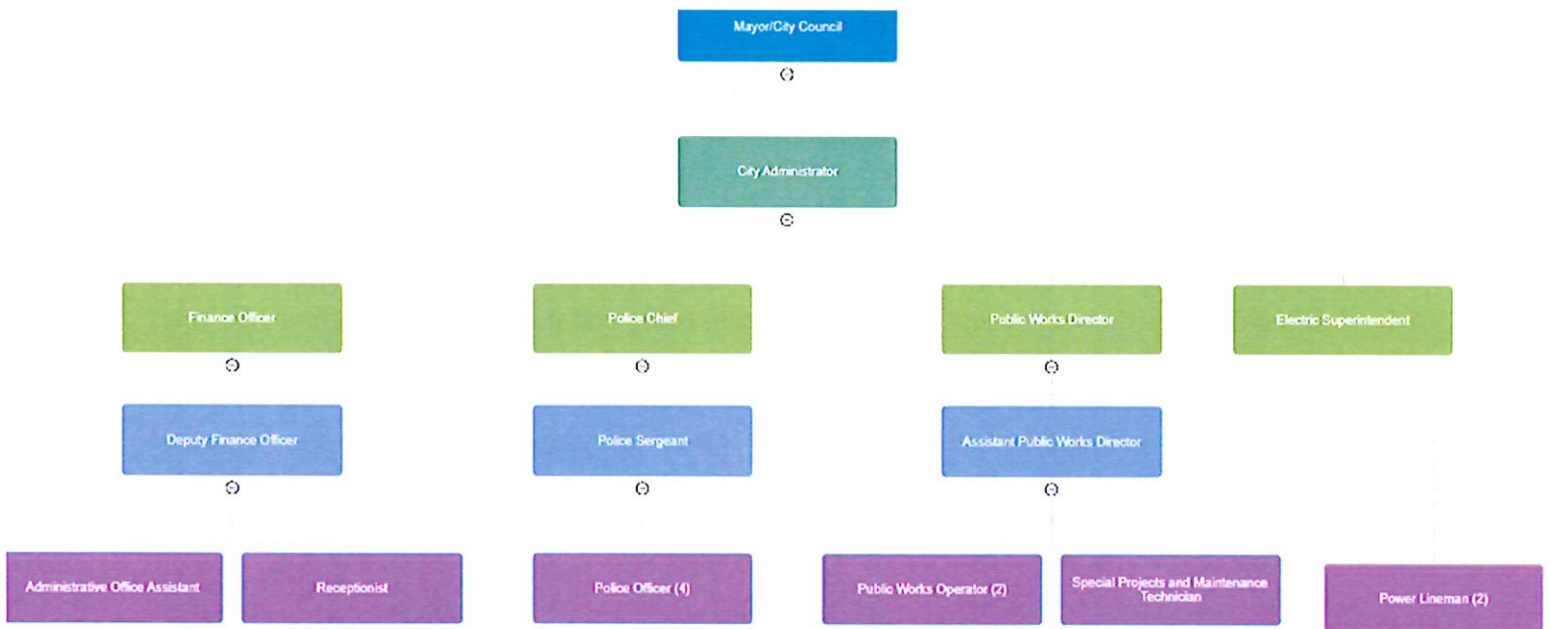 Mayor/City Council
City Administrator
Finance Officer
Police Chief
Public Works Director
Electric Superintendent
Deputy Finance Officer
Police Sergeant
Assistant Public Works Director
Administrative Office Assistant
Receptionist
Police Officer (4)
Public Works Operator (2)
Special Projects and Maintenance
Technician
Power Lineman (2)